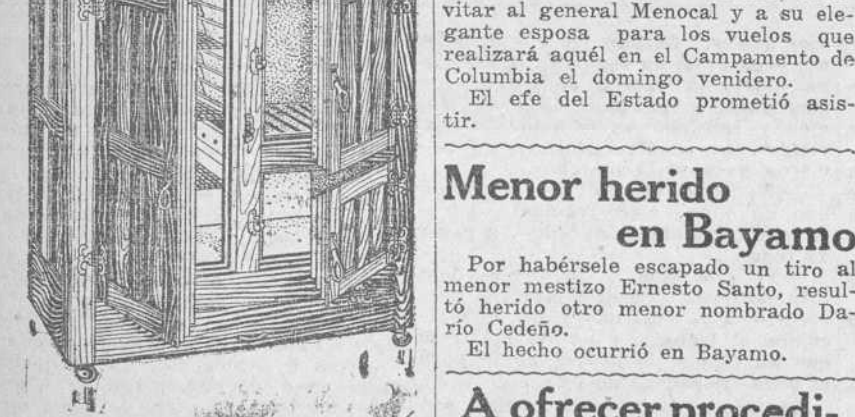 vitar al general Menocal y a su ele-
gante esposa para los vuelos que
realizará aquél en el Campamento de
Columbia el domingo venidero.
El efe del Estado prometió asis-
tir.
Menor herido
en Bayamo
Por habérsele escapado un tiro al
menor mestizo Ernesto Santo, resul-
tó herido otro menor nombrado Da-
río Cedeño.
El hecho ocurrió en Bayamo.
A ofrecer procedi-